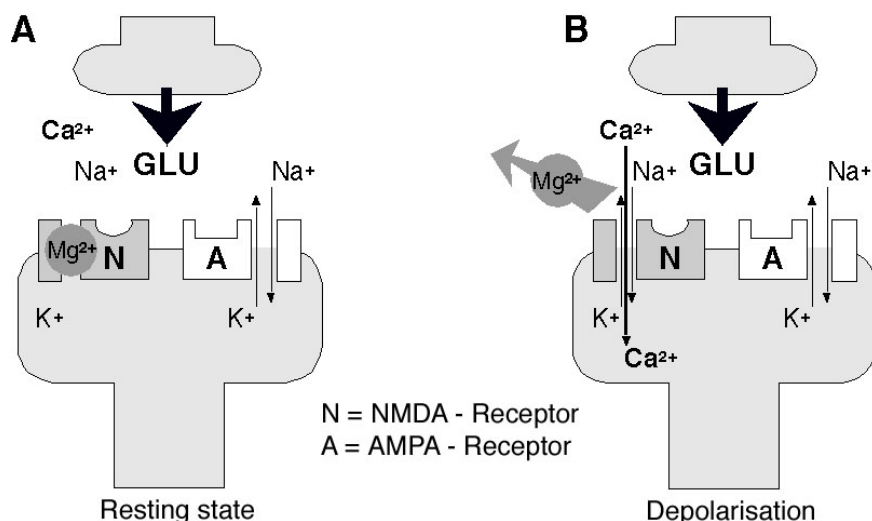 A
Ca²⁺
Na⁺ GLU Na⁺
Mg²⁺ N A
K⁺ K⁺
Resting state
B
Ca²⁺
Mg²⁺ Na⁺ GLU Na⁺
N A
K⁺ K⁺
Ca²⁺
Depolarisation
N = NMDA - Receptor
A = AMPA - Receptor